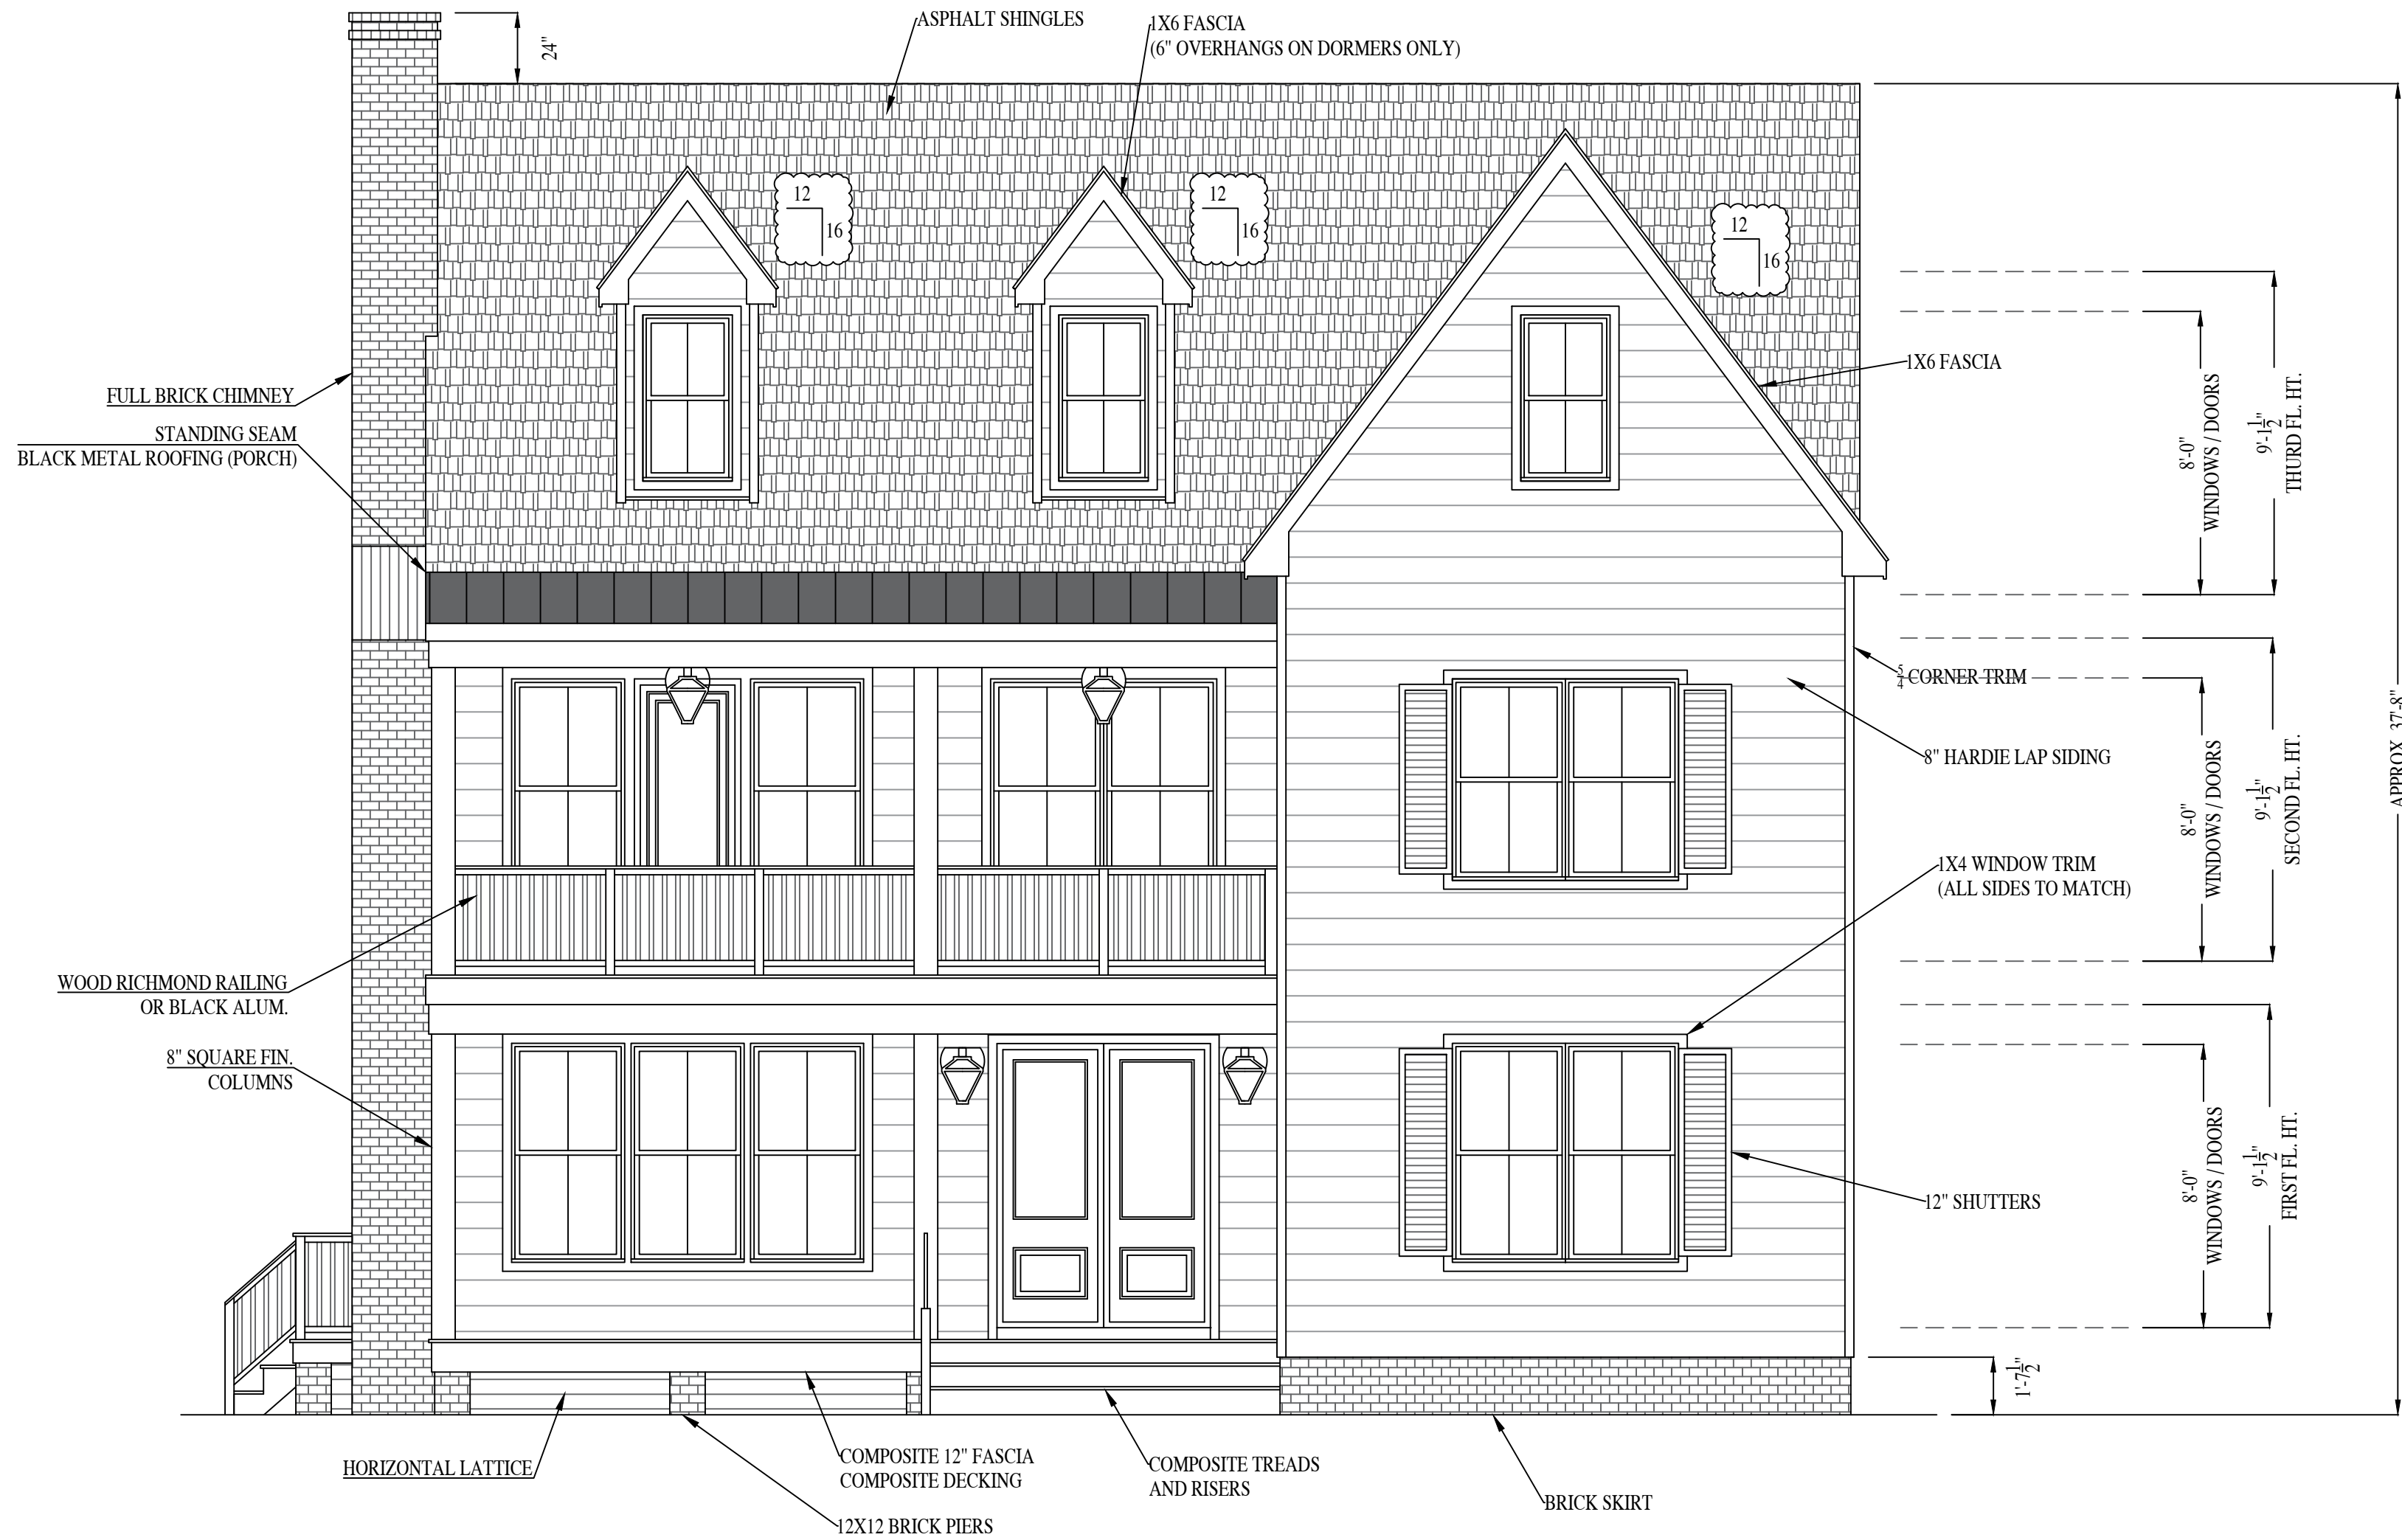 24"
ASPHALT SHINGLES
1X6 FASCIA
(6" OVERHANGS ON DORMERS ONLY)
12
16
12
16
12
16
1X6 FASCIA
FULL BRICK CHIMNEY
STANDING SEAM
BLACK METAL ROOFING (PORCH)
8'-0"
WINDOWS / DOORS
9'-1 1/2"
THURD FL. HT.
5/4 CORNER TRIM
8" HARDIE LAP SIDING
8'-0"
WINDOWS / DOORS
9'-1 1/2"
SECOND FL. HT.
APPROX. 37'-8"
1X4 WINDOW TRIM
(ALL SIDES TO MATCH)
WOOD RICHMOND RAILING
OR BLACK ALUM.
8" SQUARE FIN.
COLUMNS
12" SHUTTERS
8'-0"
WINDOWS / DOORS
9'-1 1/2"
FIRST FL. HT.
1'-7 1/2"
HORIZONTAL LATTICE
COMPOSITE 12" FASCIA
COMPOSITE DECKING
12X12 BRICK PIERS
COMPOSITE TREADS
AND RISERS
BRICK SKIRT